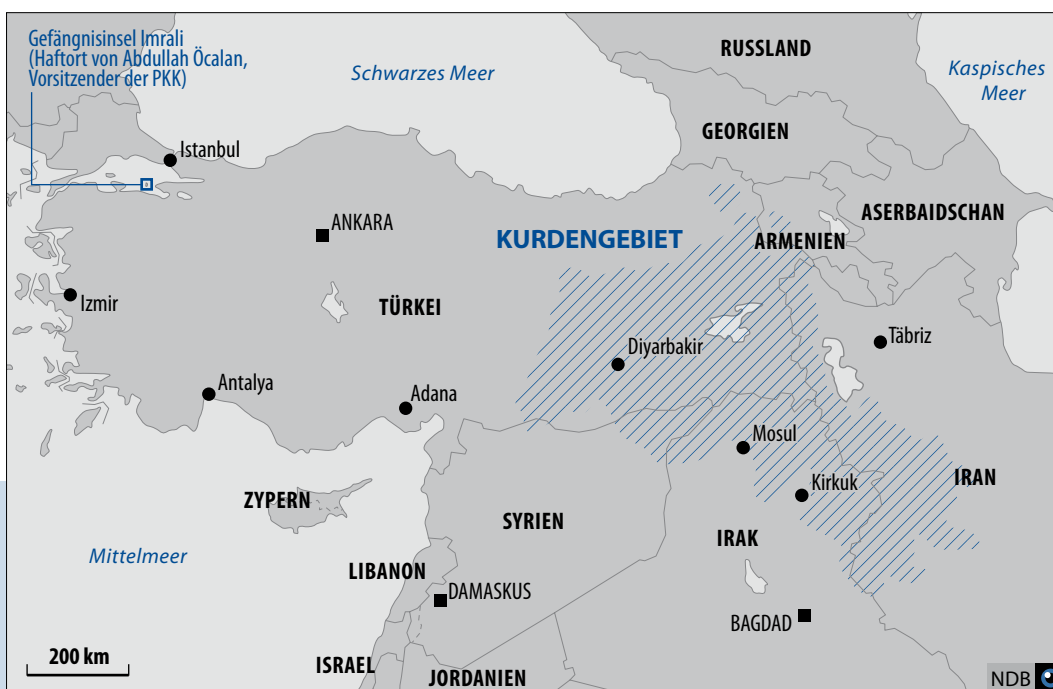 Gefängnisinsel Imrali
(Haftort von Abdullah Öcalan,
Vorsitzender der PKK)
Schwarzes Meer
RUSSLAND
Kaspisches
Meer
GEORGIEN
Istanbul
ASERBAIDSCHAN
ANKARA
KURDENGEBIET
ARMENIEN
Izmir
TÜRKEI
Diyarbakir
Täbriz
Antalya
Adana
Mosul
Kirkuk
IRAN
ZYPERN
SYRIEN
IRAK
Mittelmeer
LIBANON
DAMASKUS
BAGDAD
200 km
ISRAEL
JORDANIEN
NDB